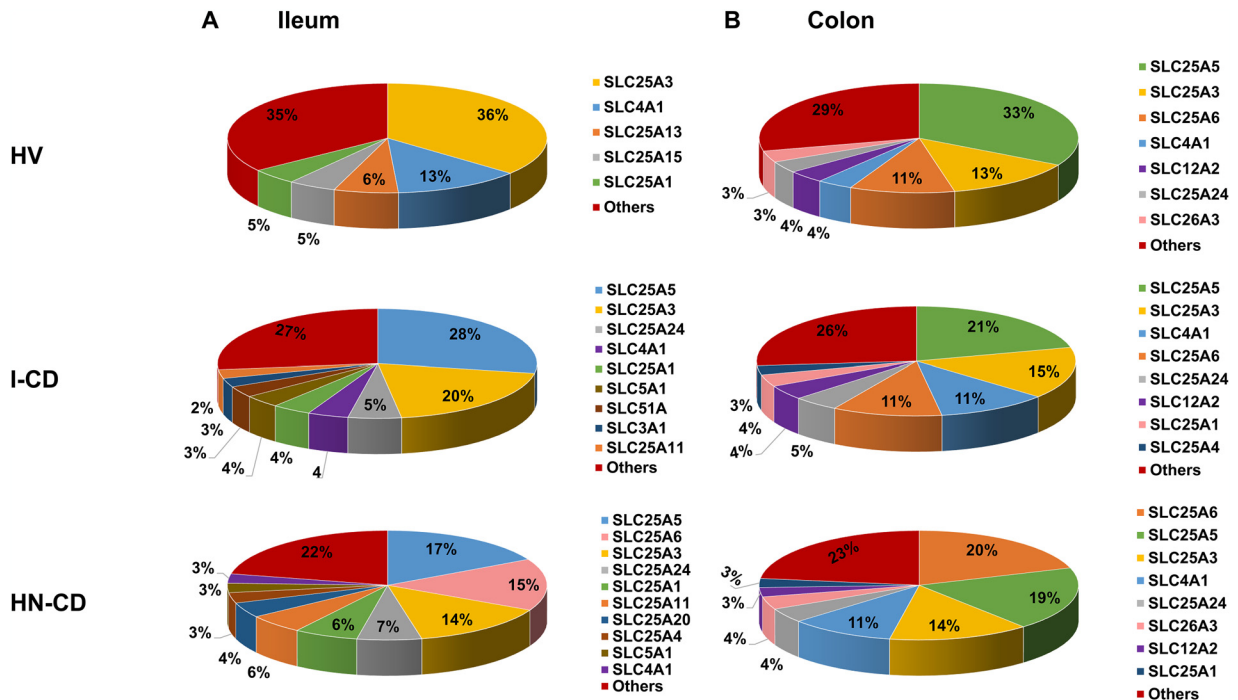 A Ileum
B Colon
HV
35%
36%
13%
6%
5%
5%
SLC25A3
SLC4A1
SLC25A13
SLC25A15
SLC25A1
Others
29%
33%
13%
11%
4%
4%
3%
3%
SLC25A5
SLC25A3
SLC25A6
SLC4A1
SLC12A2
SLC25A24
SLC26A3
Others
I-CD
27%
28%
20%
5%
4
4%
4%
3%
3%
2%
SLC25A5
SLC25A3
SLC25A24
SLC4A1
SLC25A1
SLC5A1
SLC51A
SLC3A1
SLC25A11
Others
26%
21%
15%
11%
11%
5%
4%
4%
3%
SLC25A5
SLC25A3
SLC4A1
SLC25A6
SLC25A24
SLC12A2
SLC25A1
SLC25A4
Others
HN-CD
22%
17%
15%
14%
7%
6%
6%
4%
3%
3%
3%
SLC25A5
SLC25A6
SLC25A3
SLC25A24
SLC25A1
SLC25A11
SLC25A20
SLC25A4
SLC5A1
SLC4A1
Others
23%
20%
19%
14%
11%
4%
4%
3%
3%
SLC25A6
SLC25A5
SLC25A3
SLC4A1
SLC25A24
SLC26A3
SLC12A2
SLC25A1
Others